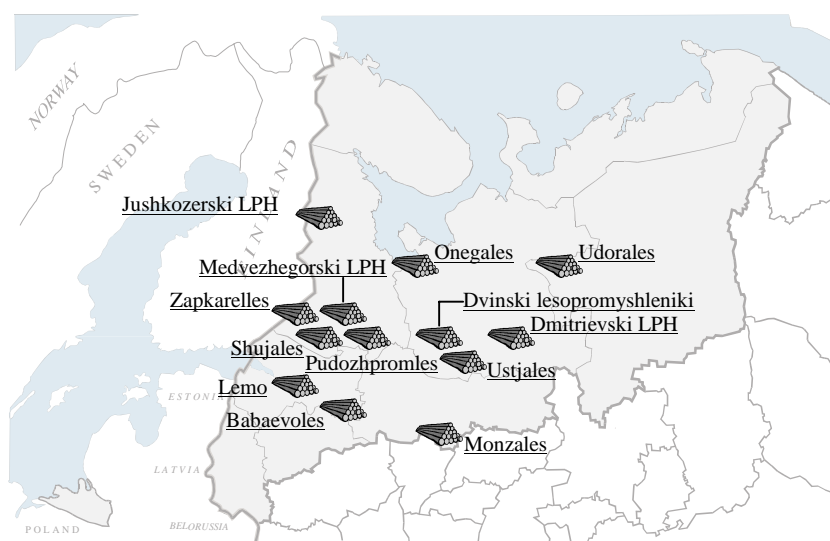 NORWAY
SWEDEN
FINLAND
Jushkozerski LPH
Onegales
Udorales
Medvezhegorski LPH
Zapkarelles
Dvinski lesopromyshleniki
Dmitrievski LPH
Shujales
Pudozhpromles
Ustjales
Lemo
ESTONIA
Babaevoles
Monzales
LATVIA
POLAND
BELORUSSIA